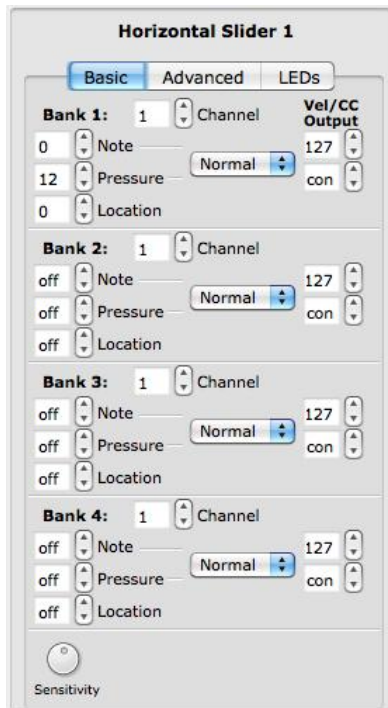 Horizontal Slider 1
Basic Advanced LEDs
Bank 1: 1 Channel Vel/CC Output
0 Note 127
Normal
12 Pressure con
0 Location
Bank 2: 1 Channel
off Note 127
Normal
off Pressure con
off Location
Bank 3: 1 Channel
off Note 127
Normal
off Pressure con
off Location
Bank 4: 1 Channel
off Note 127
Normal
off Pressure con
off Location
Sensitivity